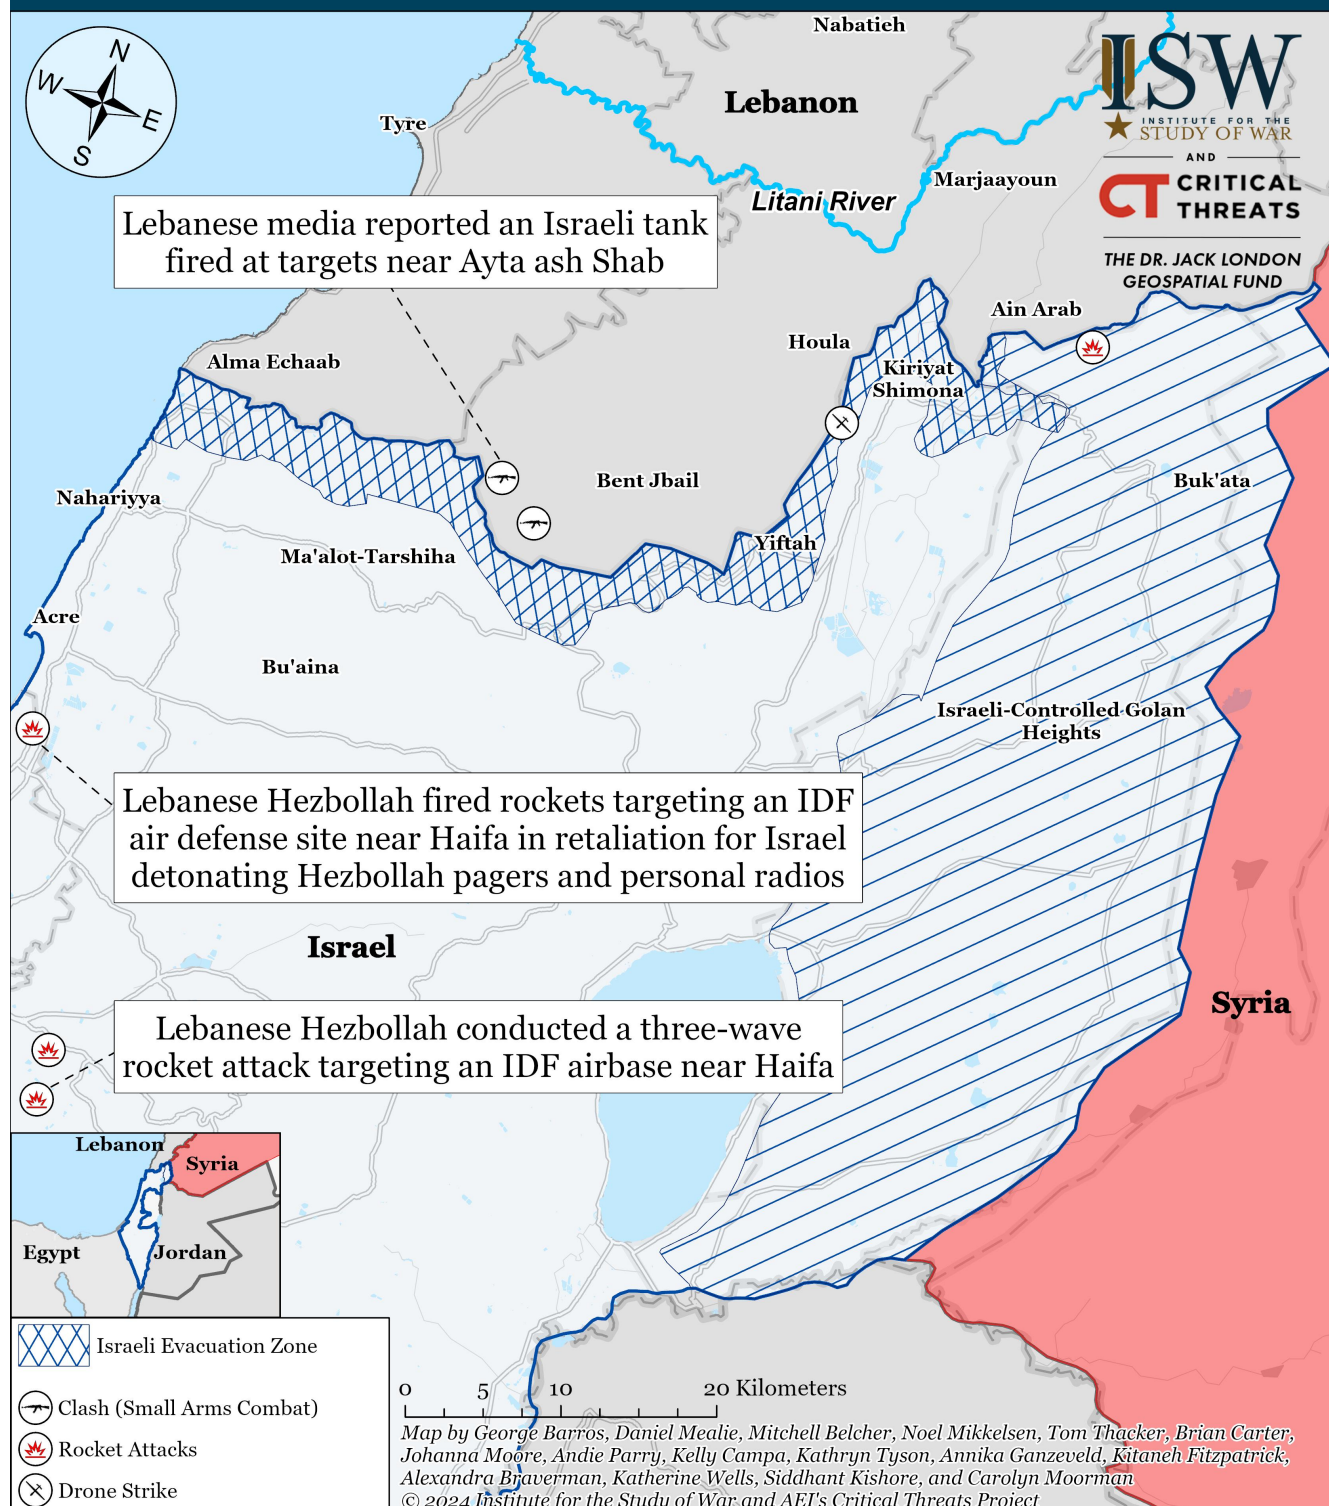 Nabatieh
Lebanon
Tyre
Litani River
Marjaayoun
N
W
E
S
ISW
INSTITUTE FOR THE
STUDY OF WAR
AND
CT CRITICAL
THREATS
THE DR. JACK LONDON
GEOSPATIAL FUND
Lebanese media reported an Israeli tank
fired at targets near Ayta ash Shab
Ain Arab
Houla
Alma Echaab
Kiriyat
Shimona
Bent Jbail
Buk'ata
Nahariyya
Yiftah
Ma'alot-Tarshiha
Acre
Bu'aina
Israeli-Controlled Golan
Heights
Lebanese Hezbollah fired rockets targeting an IDF
air defense site near Haifa in retaliation for Israel
detonating Hezbollah pagers and personal radios
Israel
Syria
Lebanese Hezbollah conducted a three-wave
rocket attack targeting an IDF airbase near Haifa
Lebanon
Syria
Egypt
Jordan
Israeli Evacuation Zone
Clash (Small Arms Combat)
Rocket Attacks
Drone Strike
0 5 10 20 Kilometers
Map by George Barros, Daniel Mealie, Mitchell Belcher, Noel Mikkelsen, Tom Thacker, Brian Carter,
Johanna Moore, Andie Parry, Kelly Campa, Kathryn Tyson, Annika Ganzeveld, Kitaneh Fitzpatrick,
Alexandra Braverman, Katherine Wells, Siddhant Kishore, and Carolyn Moorman
© 2024 Institute for the Study of War and AEI's Critical Threats Project